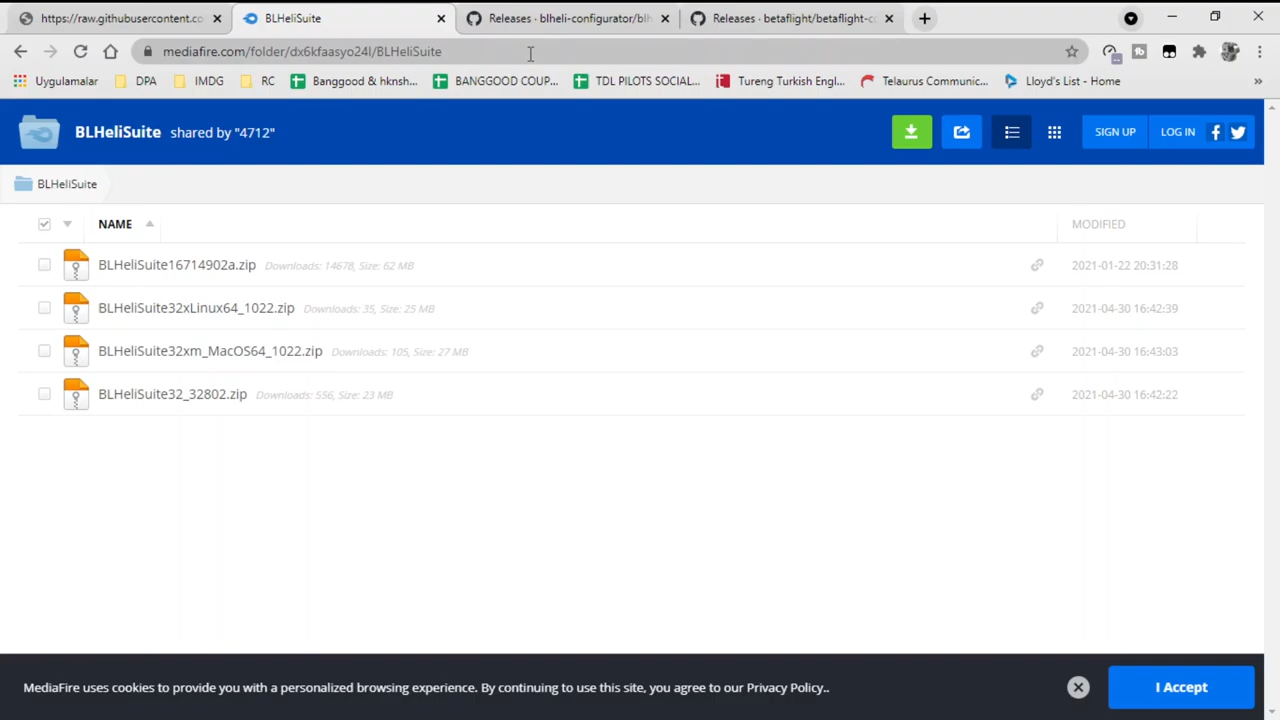 https://raw.githubusercontent.co
BLHeliSuite
Releases · blheli-configurator/blh
Releases · betaflight/betaflight-co
mediafire.com/folder/dx6kfaasyo24l/BLHeliSuite
Uygulamalar
DPA
IMDG
RC
Banggood & hknsh...
BANGGOOD COUP...
TDL PILOTS SOCIAL...
Tureng Turkish Engl...
Telaurus Communic...
Lloyd's List - Home
»
BLHeliSuite shared by "4712"
SIGN UP
LOG IN
BLHeliSuite
NAME
MODIFIED
BLHeliSuite16714902a.zip Downloads: 14678, Size: 62 MB 2021-01-22 20:31:28
BLHeliSuite32xLinux64_1022.zip Downloads: 35, Size: 25 MB 2021-04-30 16:42:39
BLHeliSuite32xm_MacOS64_1022.zip Downloads: 105, Size: 27 MB 2021-04-30 16:43:03
BLHeliSuite32_32802.zip Downloads: 556, Size: 23 MB 2021-04-30 16:42:22
MediaFire uses cookies to provide you with a personalized browsing experience. By continuing to use this site, you agree to our Privacy Policy..
I Accept